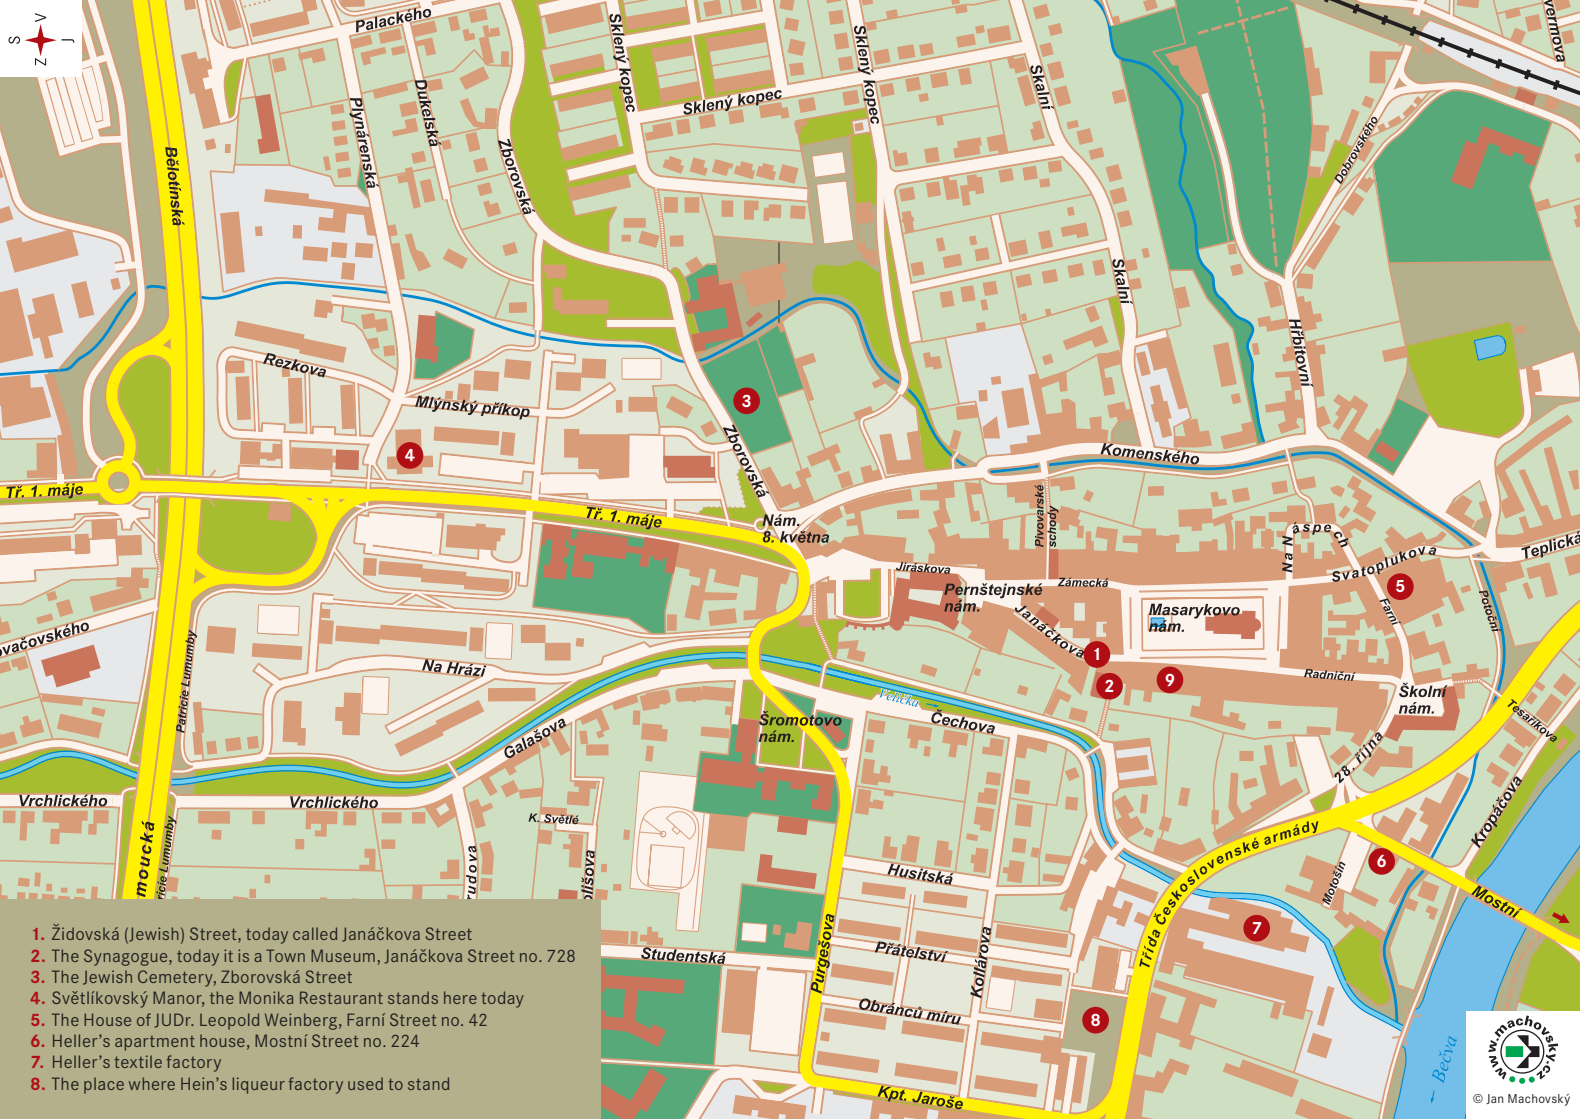 S
V
J
Z
Palackého
Sklený kopec
Sklený kopec
Sklený kopec
Skalní
Plynárenská
Dukelská
Zborovská
Bělotínská
Dobrovského
Skalní
Hřbitovní
Rezkova
Mlýnský příkop
3
Zborovská
4
Komenského
Tř. 1. máje
Tř. 1. máje
Nám.
8. května
Pivovarské
schody
Na Náspech
Svatoplukova
Teplická
Jiráskova
Pernštejnské
nám.
Zámecká
Janáčkova
Masarykovo
nám.
5
Farní
Potoční
1
2
9
Radniční
Školní
nám.
Tesaříkova
Na Hrází
Patricie Lumumby
Velička
Čechova
Šromotovo
nám.
Galašova
28. října
Kropáčova
Vrchlického
Vrchlického
K. Světlé
Třída Československé armády
6
Motošín
Mostní
Husitská
Purgešova
Přátelství
Kollárova
Studentská
Obránců míru
7
8
Kpt. Jaroše
Bečva
1. Židovská (Jewish) Street, today called Janáčkova Street
2. The Synagogue, today it is a Town Museum, Janáčkova Street no. 728
3. The Jewish Cemetery, Zborovská Street
4. Světlíkovský Manor, the Monika Restaurant stands here today
5. The House of JUDr. Leopold Weinberg, Farní Street no. 42
6. Heller's apartment house, Mostní Street no. 224
7. Heller's textile factory
8. The place where Hein's liqueur factory used to stand
www.machovsky.cz
© Jan Machovský